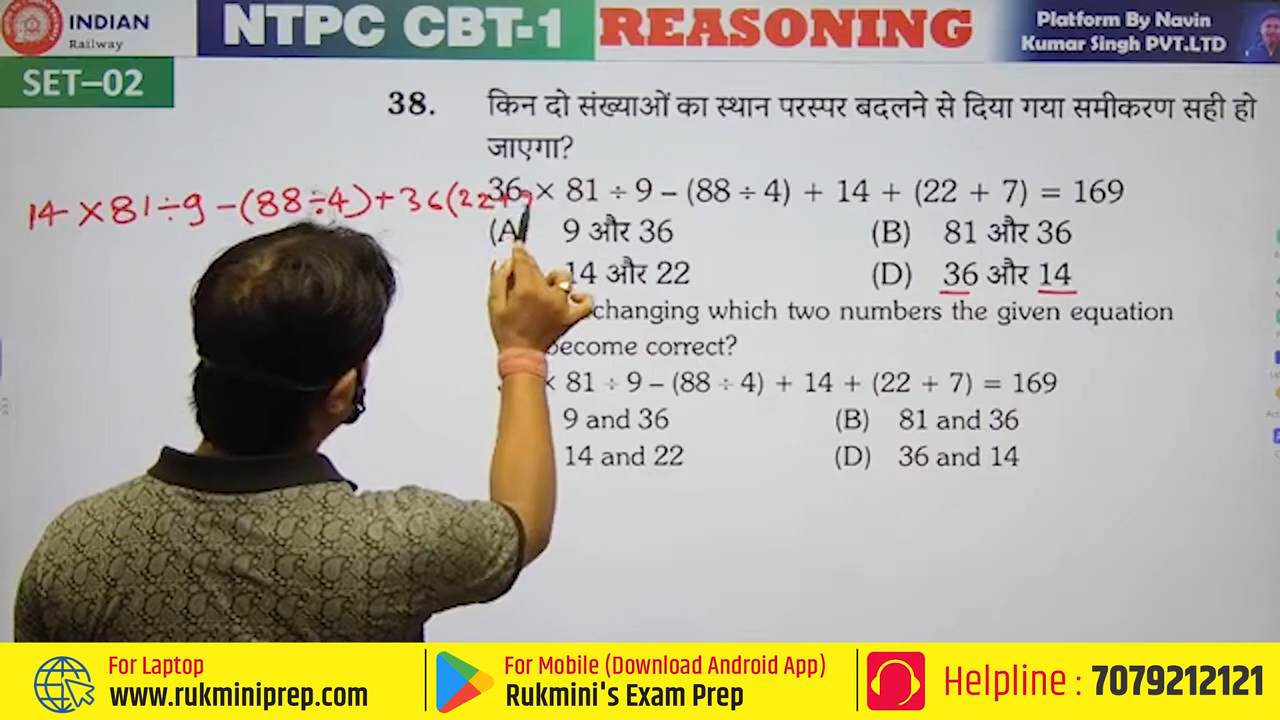 INDIAN
Railway
NTPC CBT-1
REASONING
Platform By Navin
Kumar Singh PVT.LTD
SET–02
38. किन दो संख्याओं का स्थान परस्पर बदलने से दिया गया समीकरण सही हो
जाएगा?
36 × 81 ÷ 9 – (88 ÷ 4) + 14 + (22 + 7) = 169
14 × 81 ÷ 9 – (88 ÷ 4) + 36 (22 +
(A) 9 और 36 (B) 81 और 36
14 और 22 (D) 36 और 14
changing which two numbers the given equation
become correct?
× 81 ÷ 9 – (88 ÷ 4) + 14 + (22 + 7) = 169
9 and 36 (B) 81 and 36
14 and 22 (D) 36 and 14
For Laptop
www.rukminiprep.com
For Mobile (Download Android App)
Rukmini's Exam Prep
Helpline : 7079212121